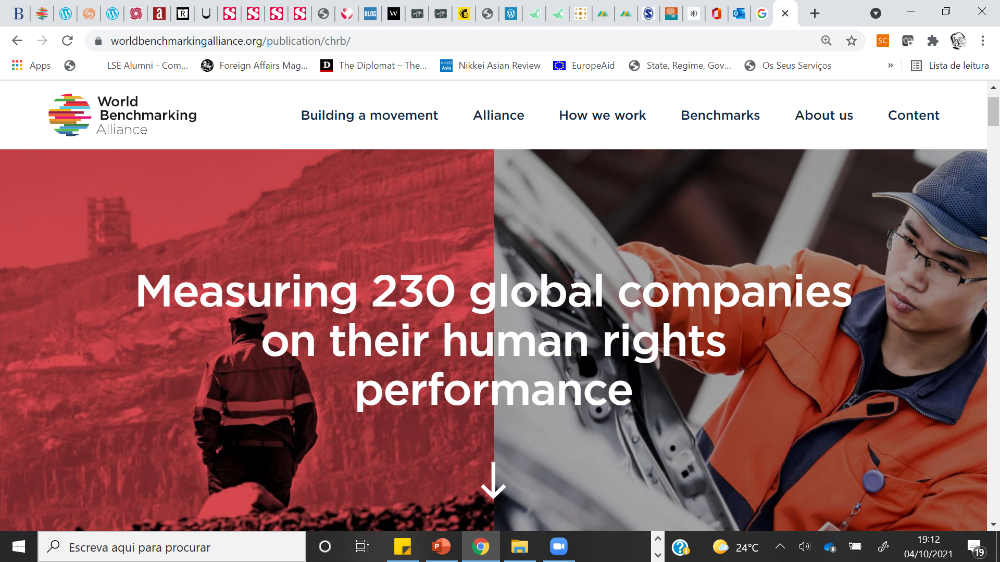 worldbenchmarkingalliance.org/publication/chrb/
SC
Apps
LSE Alumni - Com...
Foreign Affairs Mag...
The Diplomat – The...
NIKKEI Asia
Nikkei Asian Review
EuropeAid
State, Regime, Gov...
Os Seus Serviços
»
Lista de leitura
World
Benchmarking
Alliance
Building a movement
Alliance
How we work
Benchmarks
About us
Content
Measuring 230 global companies
on their human rights
performance
Escreva aqui para procurar
24°C
19:12
04/10/2021
19